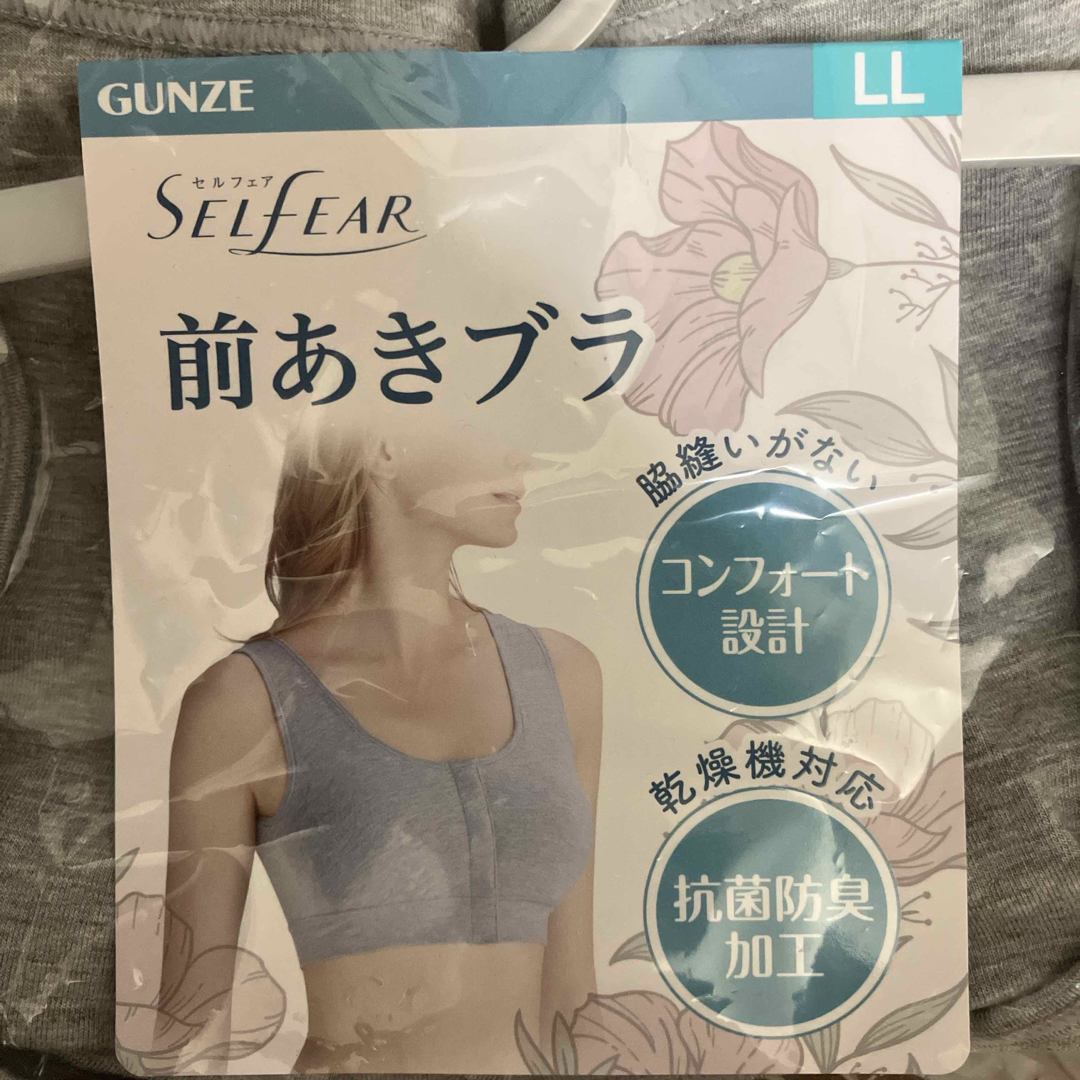 GUNZE
LL
セルフェア
SELFEAR
前あきブラ
脇縫いがない
コンフォート
設計
乾燥機対応
抗菌防臭
加工